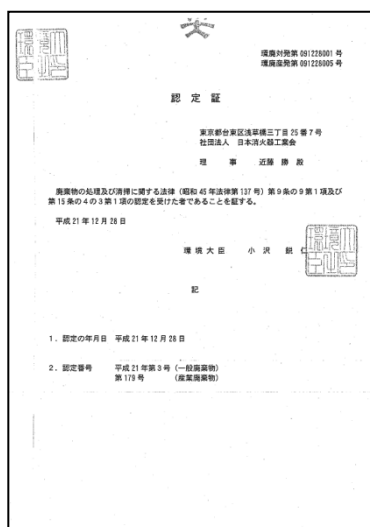 環廃対発第 091228001 号
環廃産発第 091228005 号
認 定 証
東京都台東区浅草橋三丁目 25 番 7 号
社団法人 日本消火器工業会
理 事 近藤 勝 殿
廃棄物の処理及び清掃に関する法律(昭和 45 年法律第 137 号)第 9 条の 9 第 1 項及び
第 15 条の 4 の 3 第 1 項の認定を受けた者であることを証する。
平成 21 年 12 月 28 日
環 境 大 臣 小 沢 鋭 仁
記
1.認定の年月日 平成 21 年 12 月 28 日
2.認定番号 平成 21 年第 3 号(一般廃棄物)
第 179 号 (産業廃棄物)